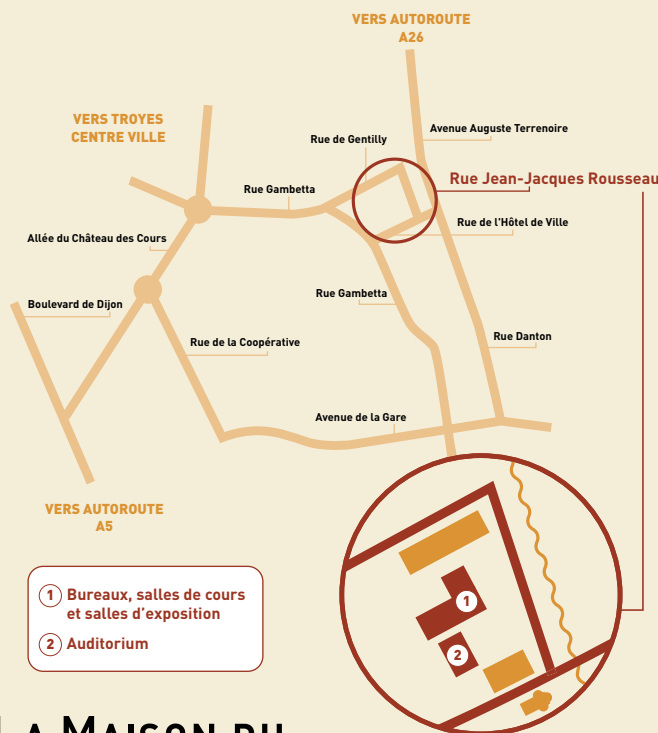 VERS AUTOROUTE
A26
VERS TROYES
CENTRE VILLE
Avenue Auguste Terrenoire
Rue de Gentilly
Rue Jean-Jacques Rousseau
Rue Gambetta
Rue de l'Hôtel de Ville
Allée du Château des Cours
Rue Gambetta
Boulevard de Dijon
Rue Danton
Rue de la Coopérative
Avenue de la Gare
VERS AUTOROUTE
A5
1 Bureaux, salles de cours
et salles d'exposition
2 Auditorium
1
2
LA MAISON DU